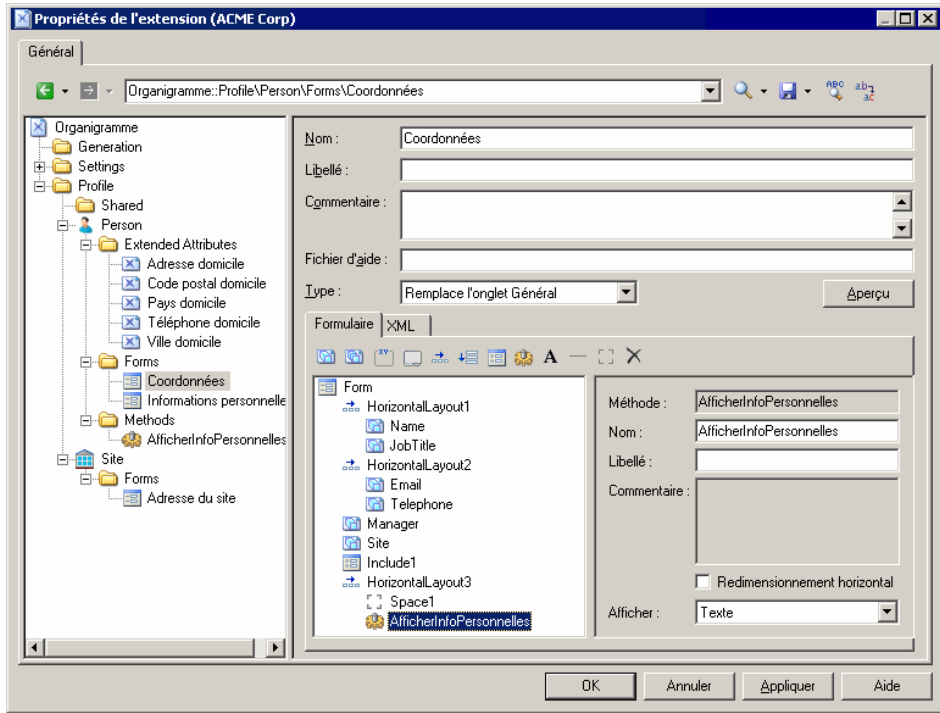 Propriétés de l'extension (ACME Corp)
Général
Organigramme::Profile\Person\Forms\Coordonnées
ABC
ab
ac
Organigramme
Generation
Settings
Profile
Shared
Person
Extended Attributes
Adresse domicile
Code postal domicile
Pays domicile
Téléphone domicile
Ville domicile
Forms
Coordonnées
Informations personnelle
Methods
AfficherInfoPersonnelles
Site
Forms
Adresse du site
Nom :
Coordonnées
Libellé :
Commentaire :
Fichier d'aide :
Type :
Remplace l'onglet Général
Aperçu
Formulaire
XML
A
Form
HorizontalLayout1
Name
JobTitle
HorizontalLayout2
Email
Telephone
Manager
Site
Include1
HorizontalLayout3
Space1
AfficherInfoPersonnelles
Méthode :
AfficherInfoPersonnelles
Nom :
AfficherInfoPersonnelles
Libellé :
Commentaire :
Redimensionnement horizontal
Afficher :
Texte
OK
Annuler
Appliquer
Aide